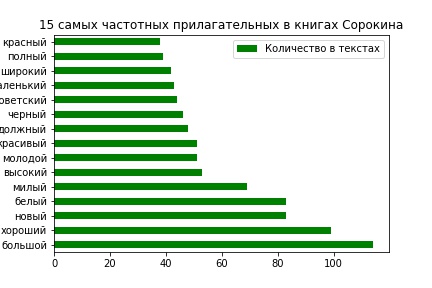 15 самых частотных прилагательных в книгах Сорокина
Количество в текстах
красный
полный
широкий
аленький
оветский
черный
должный
красивый
молодой
высокий
милый
белый
новый
хороший
большой
0 20 40 60 80 100